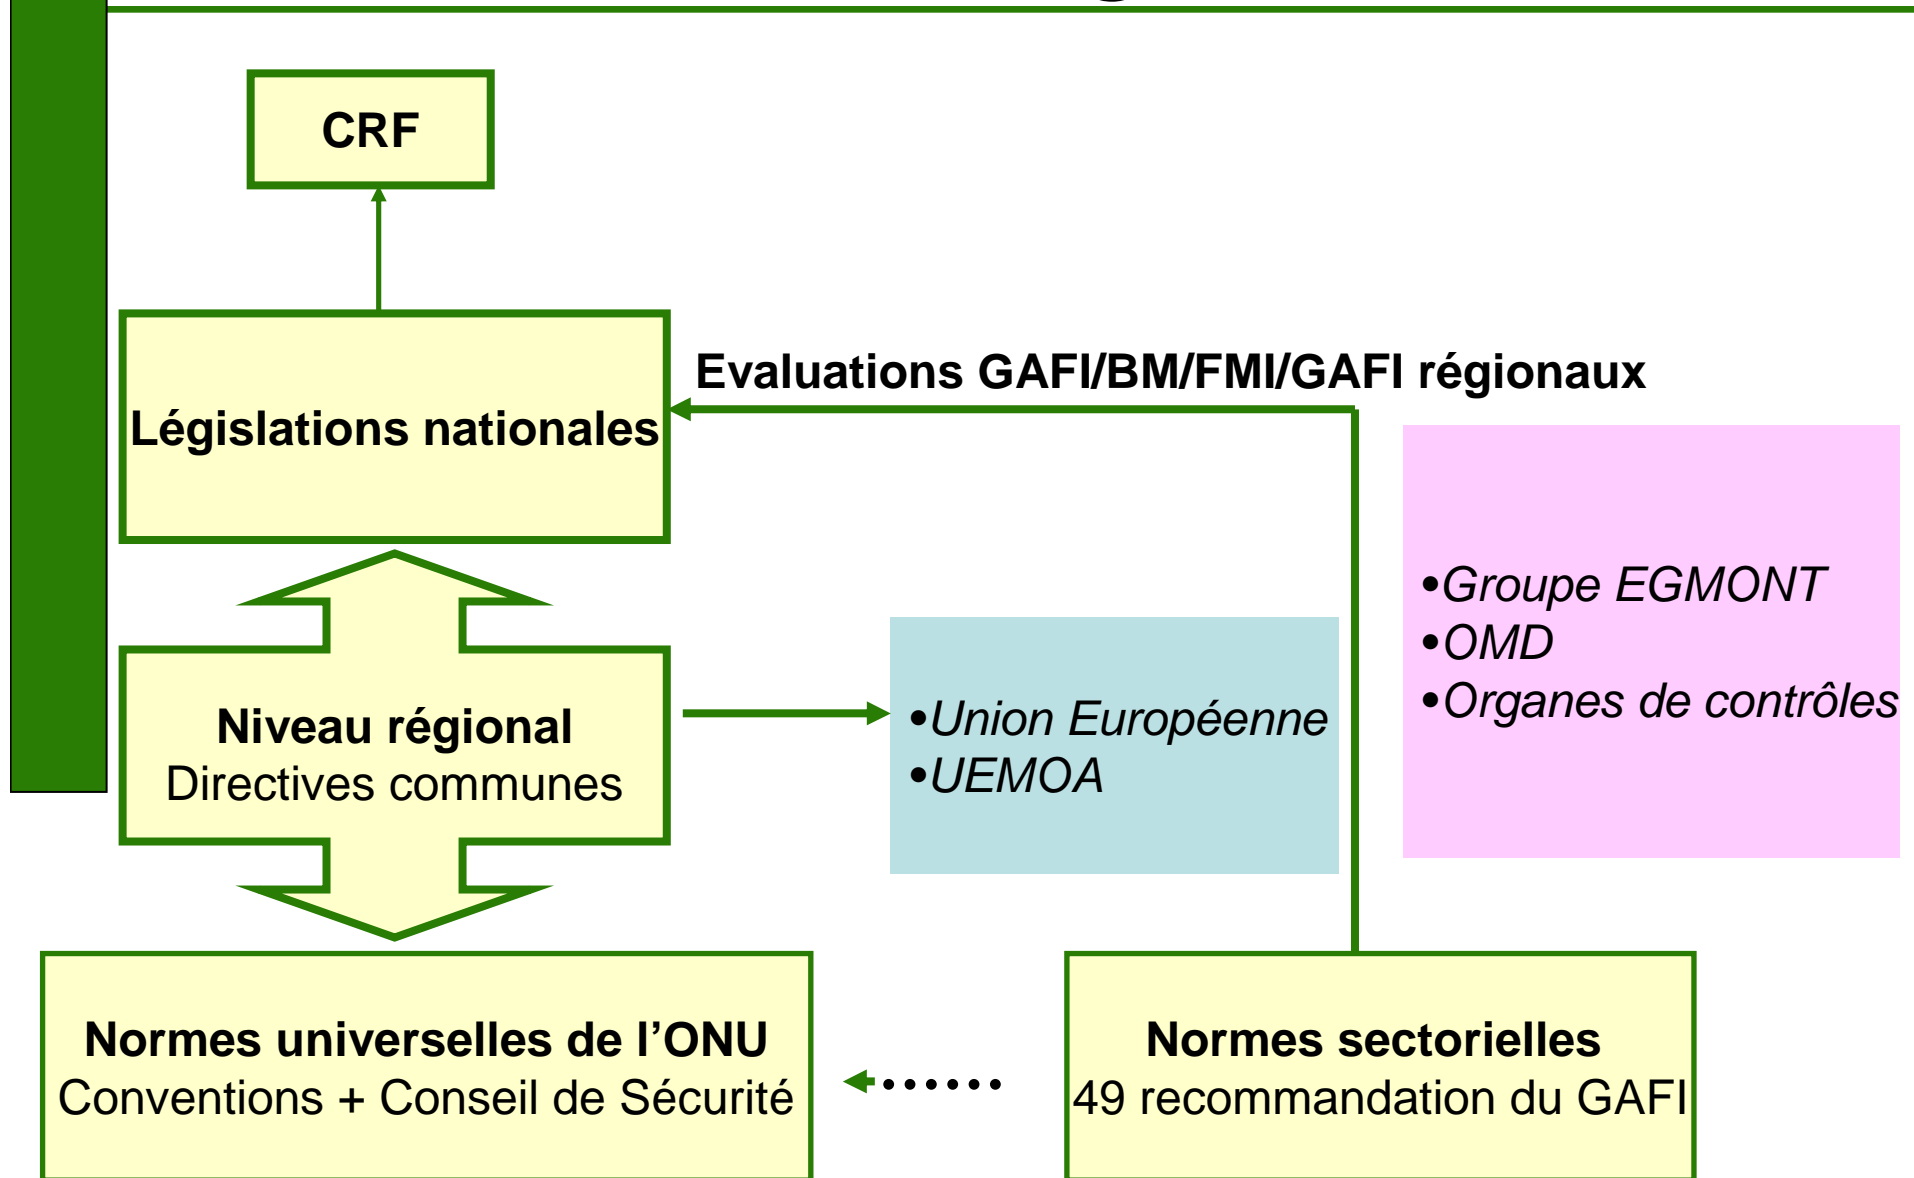 CRF
Evaluations GAFI/BM/FMI/GAFI régionaux
Législations nationales
•Groupe EGMONT
•OMD
•Organes de contrôles
Niveau régional
Directives communes
•Union Européenne
•UEMOA
Normes universelles de l’ONU
Conventions + Conseil de Sécurité
Normes sectorielles
49 recommandation du GAFI